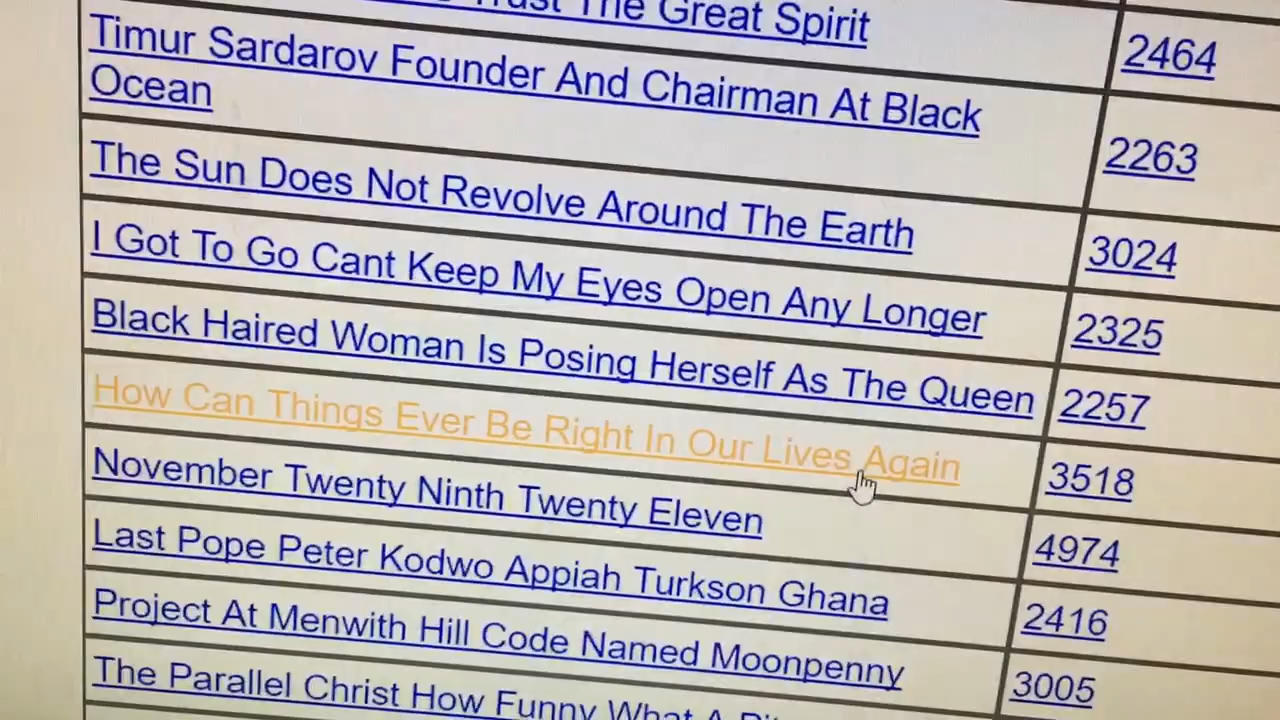 Trust The Great Spirit 2464
Timur Sardarov Founder And Chairman At Black
Ocean 2263
The Sun Does Not Revolve Around The Earth 3024
I Got To Go Cant Keep My Eyes Open Any Longer 2325
Black Haired Woman Is Posing Herself As The Queen 2257
How Can Things Ever Be Right In Our Lives Again 3518
November Twenty Ninth Twenty Eleven 4974
Last Pope Peter Kodwo Appiah Turkson Ghana 2416
Project At Menwith Hill Code Named Moonpenny 3005
The Parallel Christ How Funny What A